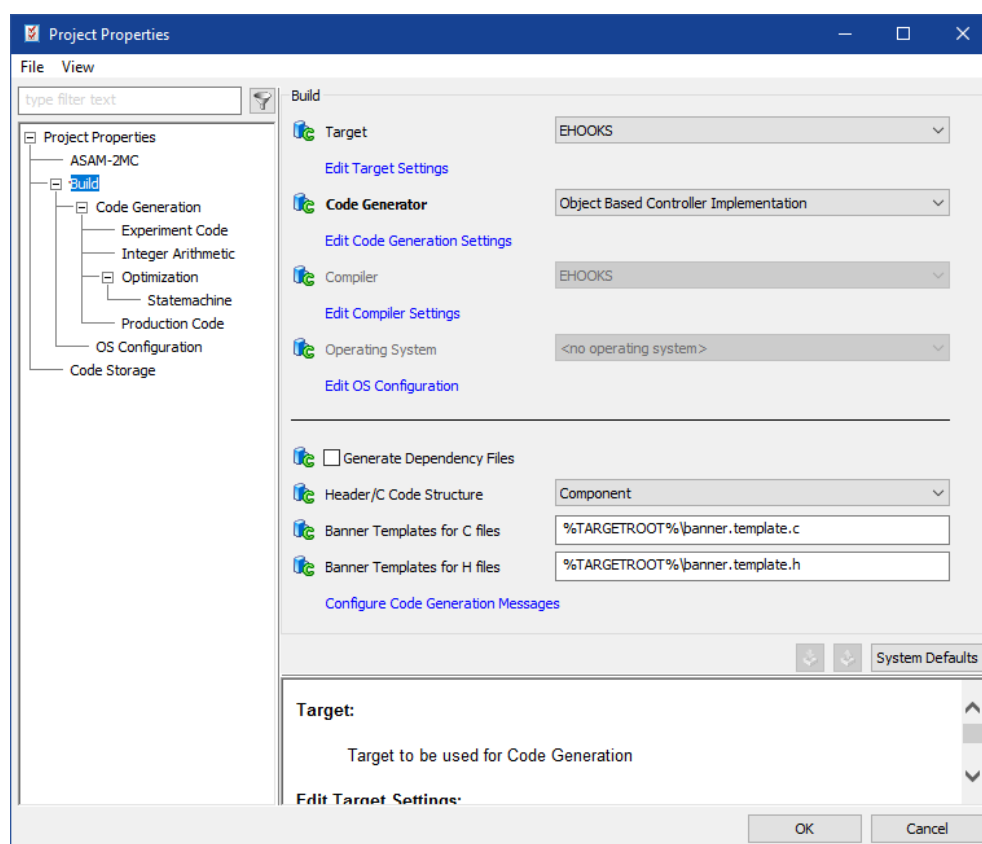 Project Properties
File View
type filter text
Project Properties
ASAM-2MC
Build
Code Generation
Experiment Code
Integer Arithmetic
Optimization
Statemachine
Production Code
OS Configuration
Code Storage
Build
Target EHOOKS
Edit Target Settings
Code Generator Object Based Controller Implementation
Edit Code Generation Settings
Compiler EHOOKS
Edit Compiler Settings
Operating System <no operating system>
Edit OS Configuration
Generate Dependency Files
Header/C Code Structure Component
Banner Templates for C files %TARGETROOT%\banner.template.c
Banner Templates for H files %TARGETROOT%\banner.template.h
Configure Code Generation Messages
System Defaults
Target:
Target to be used for Code Generation
Edit Target Settings:
OK Cancel